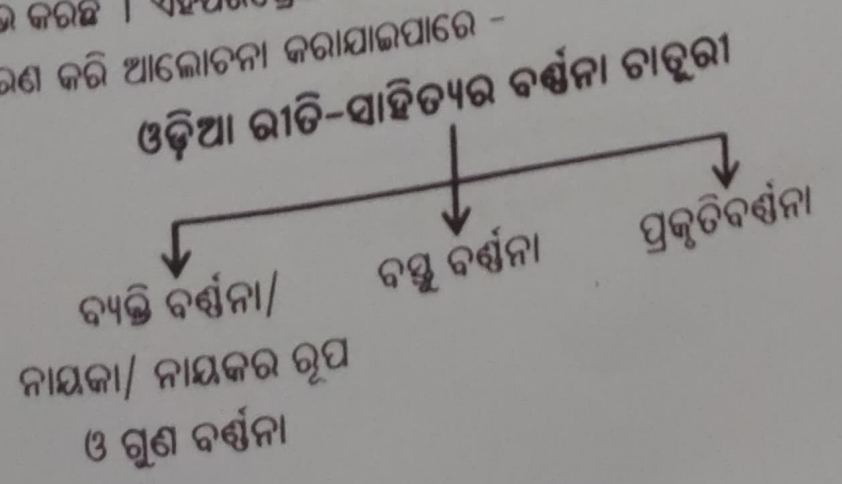 କରଛି ।
କରି ଆଲୋଚନା କରାଯାଇପାରେ -
ଓଡ଼ିଆ ରୀତି-ସାହିତ୍ୟର ବର୍ଣ୍ଣନା ଚାତୁରୀ
ବ୍ୟକ୍ତି ବର୍ଣ୍ଣନା/ ବସ୍ତୁ ବର୍ଣ୍ଣନା ପ୍ରକୃତିବର୍ଣ୍ଣନା
ନାୟକା/ ନାୟକର ରୂପ
ଓ ଗୁଣ ବର୍ଣ୍ଣନା